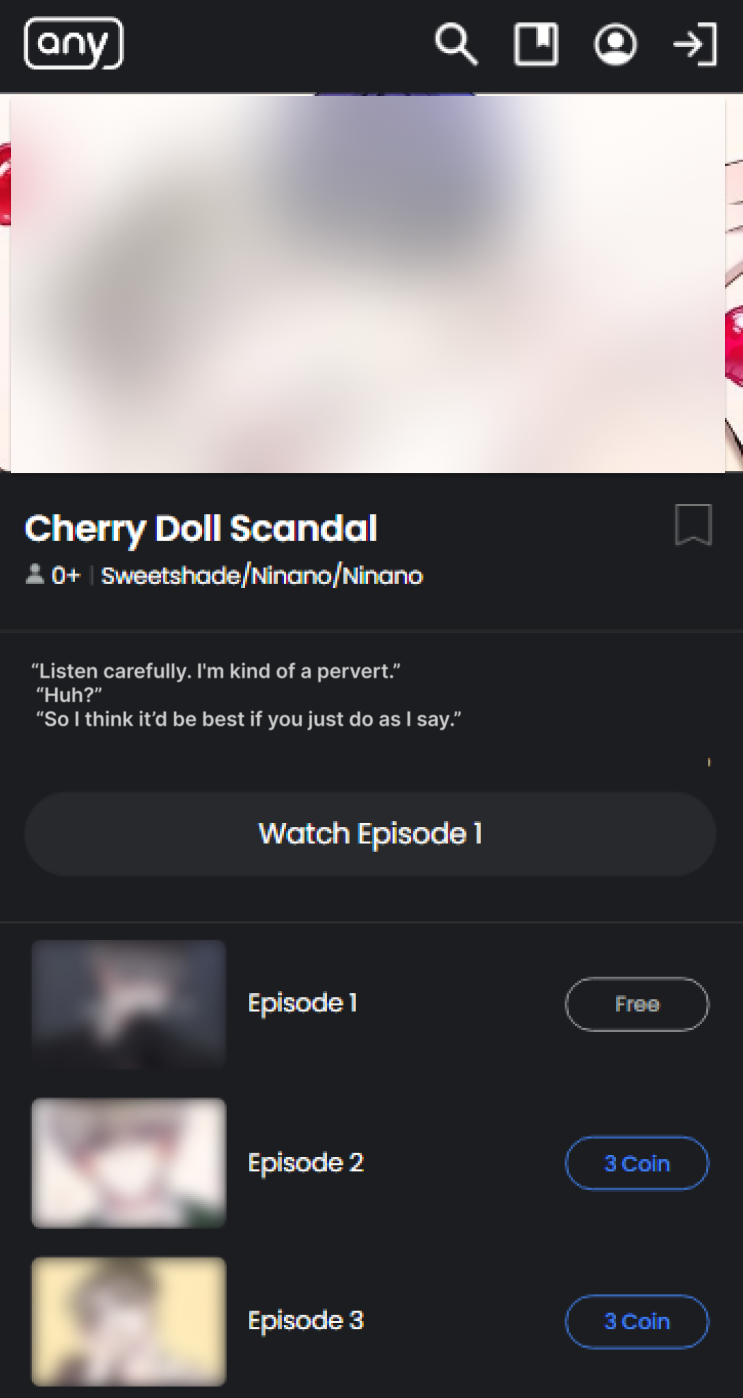 any
Cherry Doll Scandal
0+ | Sweetshade/Ninano/Ninano
“Listen carefully. I'm kind of a pervert.”
“Huh?”
“So I think it’d be best if you just do as I say.”
Watch Episode 1
Episode 1
Free
Episode 2
3 Coin
Episode 3
3 Coin